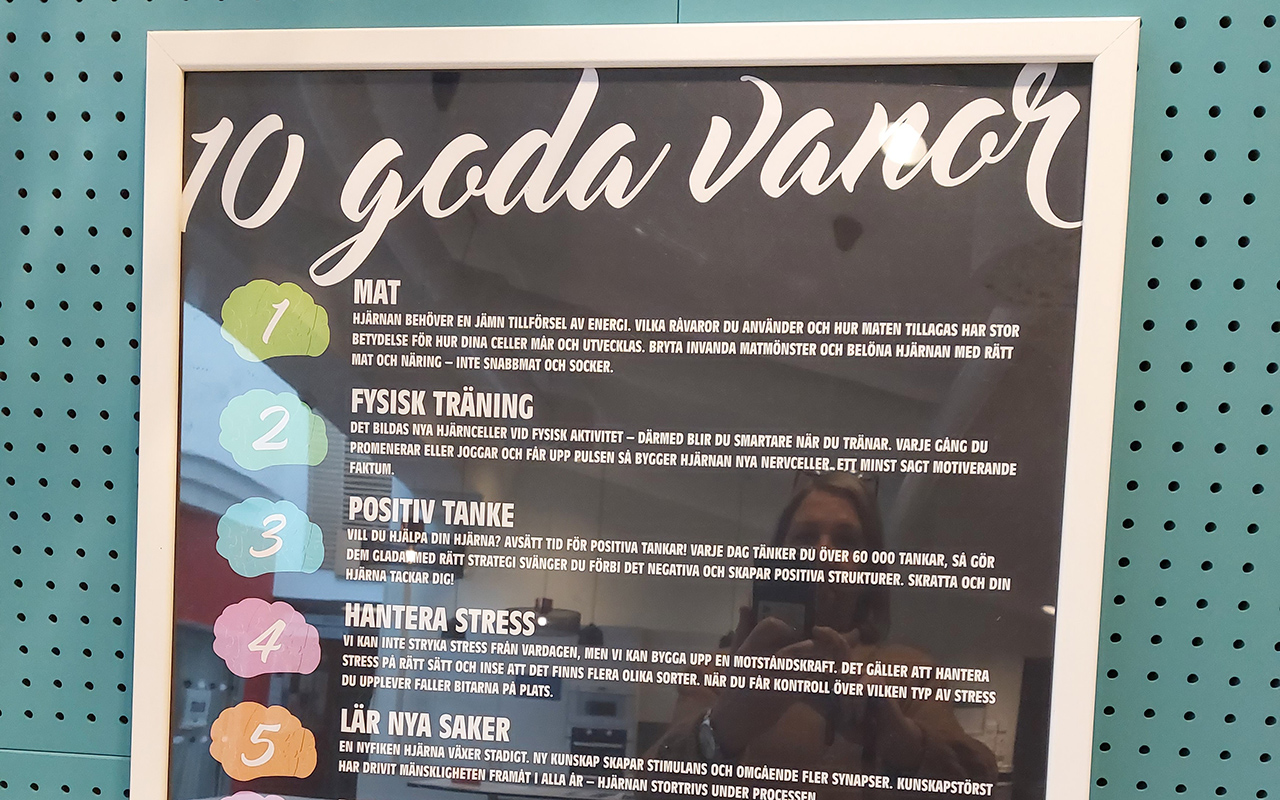 10 goda vanor
1
MAT
HJÄRNAN BEHÖVER EN JÄMN TILLFÖRSEL AV ENERGI. VILKA RÅVAROR DU ANVÄNDER OCH HUR MATEN TILLAGAS HAR STOR
BETYDELSE FÖR HUR DINA CELLER MÅR OCH UTVECKLAS. BRYTA INVANDA MATMÖNSTER OCH BELÖNA HJÄRNAN MED RÄTT
MAT OCH NÄRING – INTE SNABBMAT OCH SOCKER.
2
FYSISK TRÄNING
DET BILDAS NYA HJÄRNCELLER VID FYSISK AKTIVITET – DÄRMED BLIR DU SMARTARE NÄR DU TRÄNAR. VARJE GÅNG DU
PROMENERAR ELLER JOGGAR OCH FÅR UPP PULSEN SÅ BYGGER HJÄRNAN NYA NERVCELLER. ETT MINST SAGT MOTIVERANDE
FAKTUM.
3
POSITIV TANKE
VILL DU HJÄLPA DIN HJÄRNA? AVSÄTT TID FÖR POSITIVA TANKAR! VARJE DAG TÄNKER DU ÖVER 60 000 TANKAR, SÅ GÖR
DEM GLADA. MED RÄTT STRATEGI SVÄNGER DU FÖRBI DET NEGATIVA OCH SKAPAR POSITIVA STRUKTURER. SKRATTA OCH DIN
HJÄRNA TACKAR DIG!
4
HANTERA STRESS
VI KAN INTE STRYKA STRESS FRÅN VARDAGEN, MEN VI KAN BYGGA UPP EN MOTSTÅNDSKRAFT. DET GÄLLER ATT HANTERA
STRESS PÅ RÄTT SÄTT OCH INSE ATT DET FINNS FLERA OLIKA SORTER. NÄR DU FÅR KONTROLL ÖVER VILKEN TYP AV STRESS
DU UPPLEVER FALLER BITARNA PÅ PLATS.
5
LÄR NYA SAKER
EN NYFIKEN HJÄRNA VÄXER STADIGT. NY KUNSKAP SKAPAR STIMULANS OCH OMGÅENDE FLER SYNAPSER. KUNSKAPSTÖRST
HAR DRIVIT MÄNSKLIGHETEN FRAMÅT I ALLA ÅR – HJÄRNAN STORTRIVS UNDER PROCESSEN.